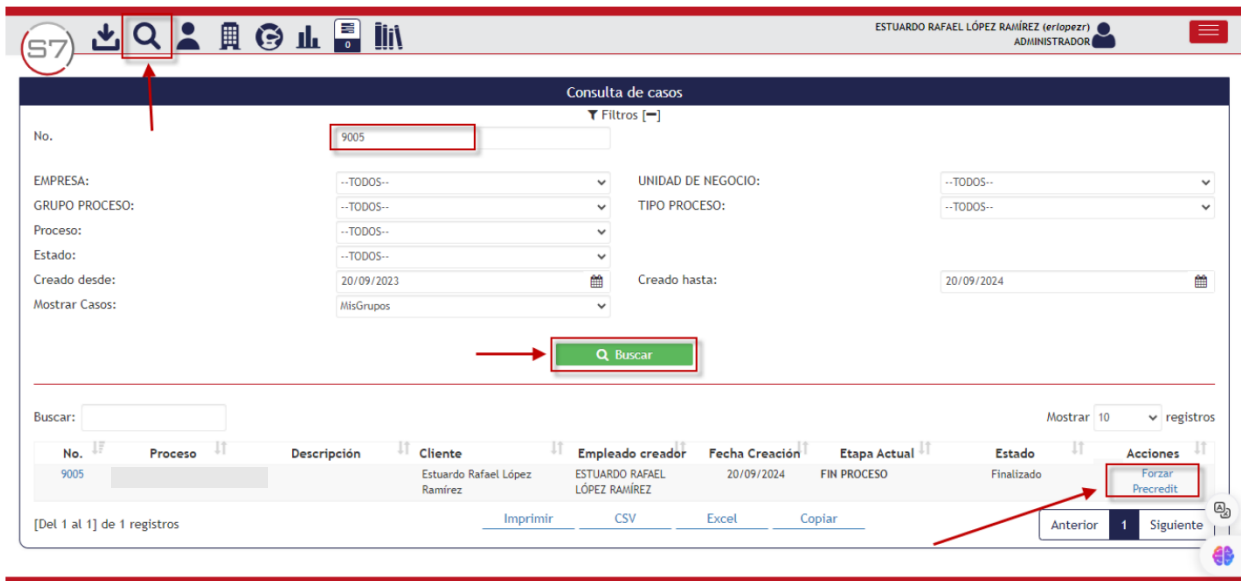 S7
0
ESTUARDO RAFAEL LÓPEZ RAMÍREZ (erlopezr)
ADMINISTRADOR
Consulta de casos
Filtros [−]
No. 9005
EMPRESA: --TODOS-- UNIDAD DE NEGOCIO: --TODOS--
GRUPO PROCESO: --TODOS-- TIPO PROCESO: --TODOS--
Proceso: --TODOS--
Estado: --TODOS--
Creado desde: 20/09/2023 Creado hasta: 20/09/2024
Mostrar Casos: MisGrupos
Buscar
Buscar: Mostrar 10 registros
No. Proceso Descripción Cliente Empleado creador Fecha Creación Etapa Actual Estado Acciones
9005 Estuardo Rafael López ESTUARDO RAFAEL 20/09/2024 FIN PROCESO Finalizado Forzar
Ramírez LÓPEZ RAMÍREZ Precredit
[Del 1 al 1] de 1 registros Imprimir CSV Excel Copiar Anterior 1 Siguiente